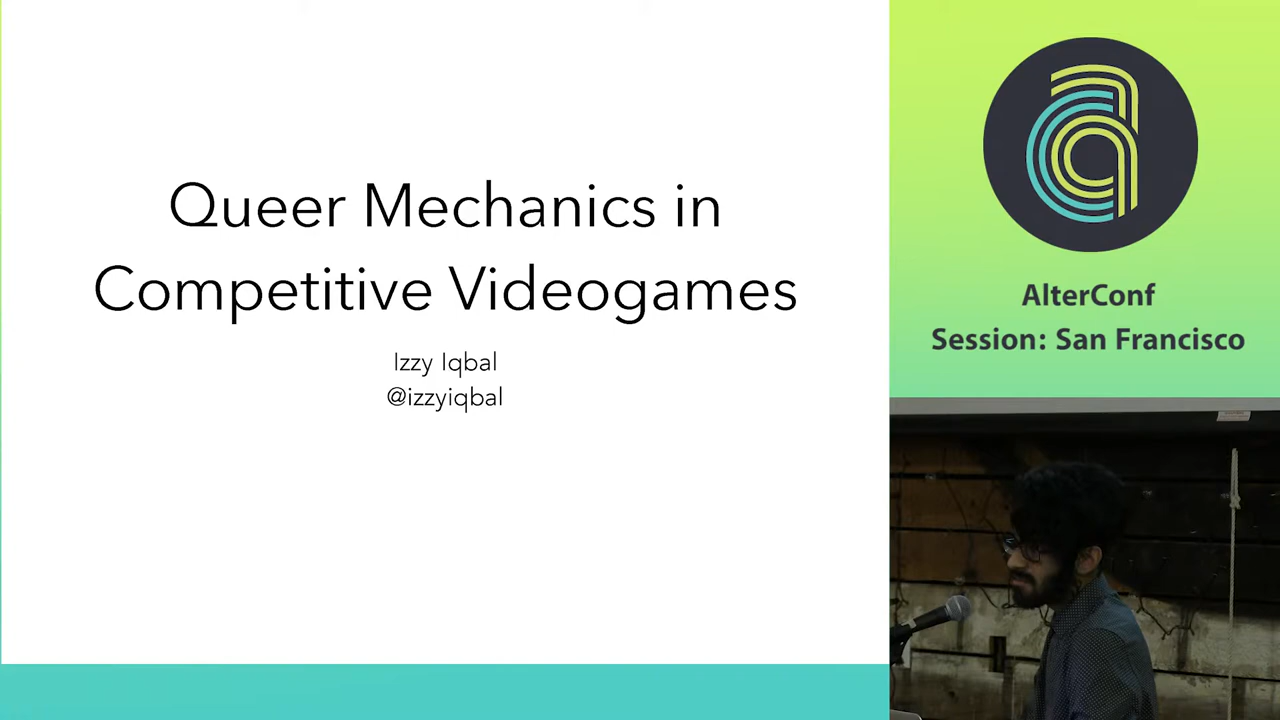 Queer Mechanics in
Competitive Videogames
Izzy Iqbal
@izzyiqbal
AlterConf
Session: San Francisco